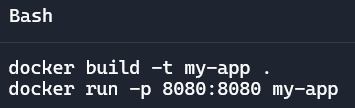 Bash
docker build -t my-app .
docker run -p 8080:8080 my-app